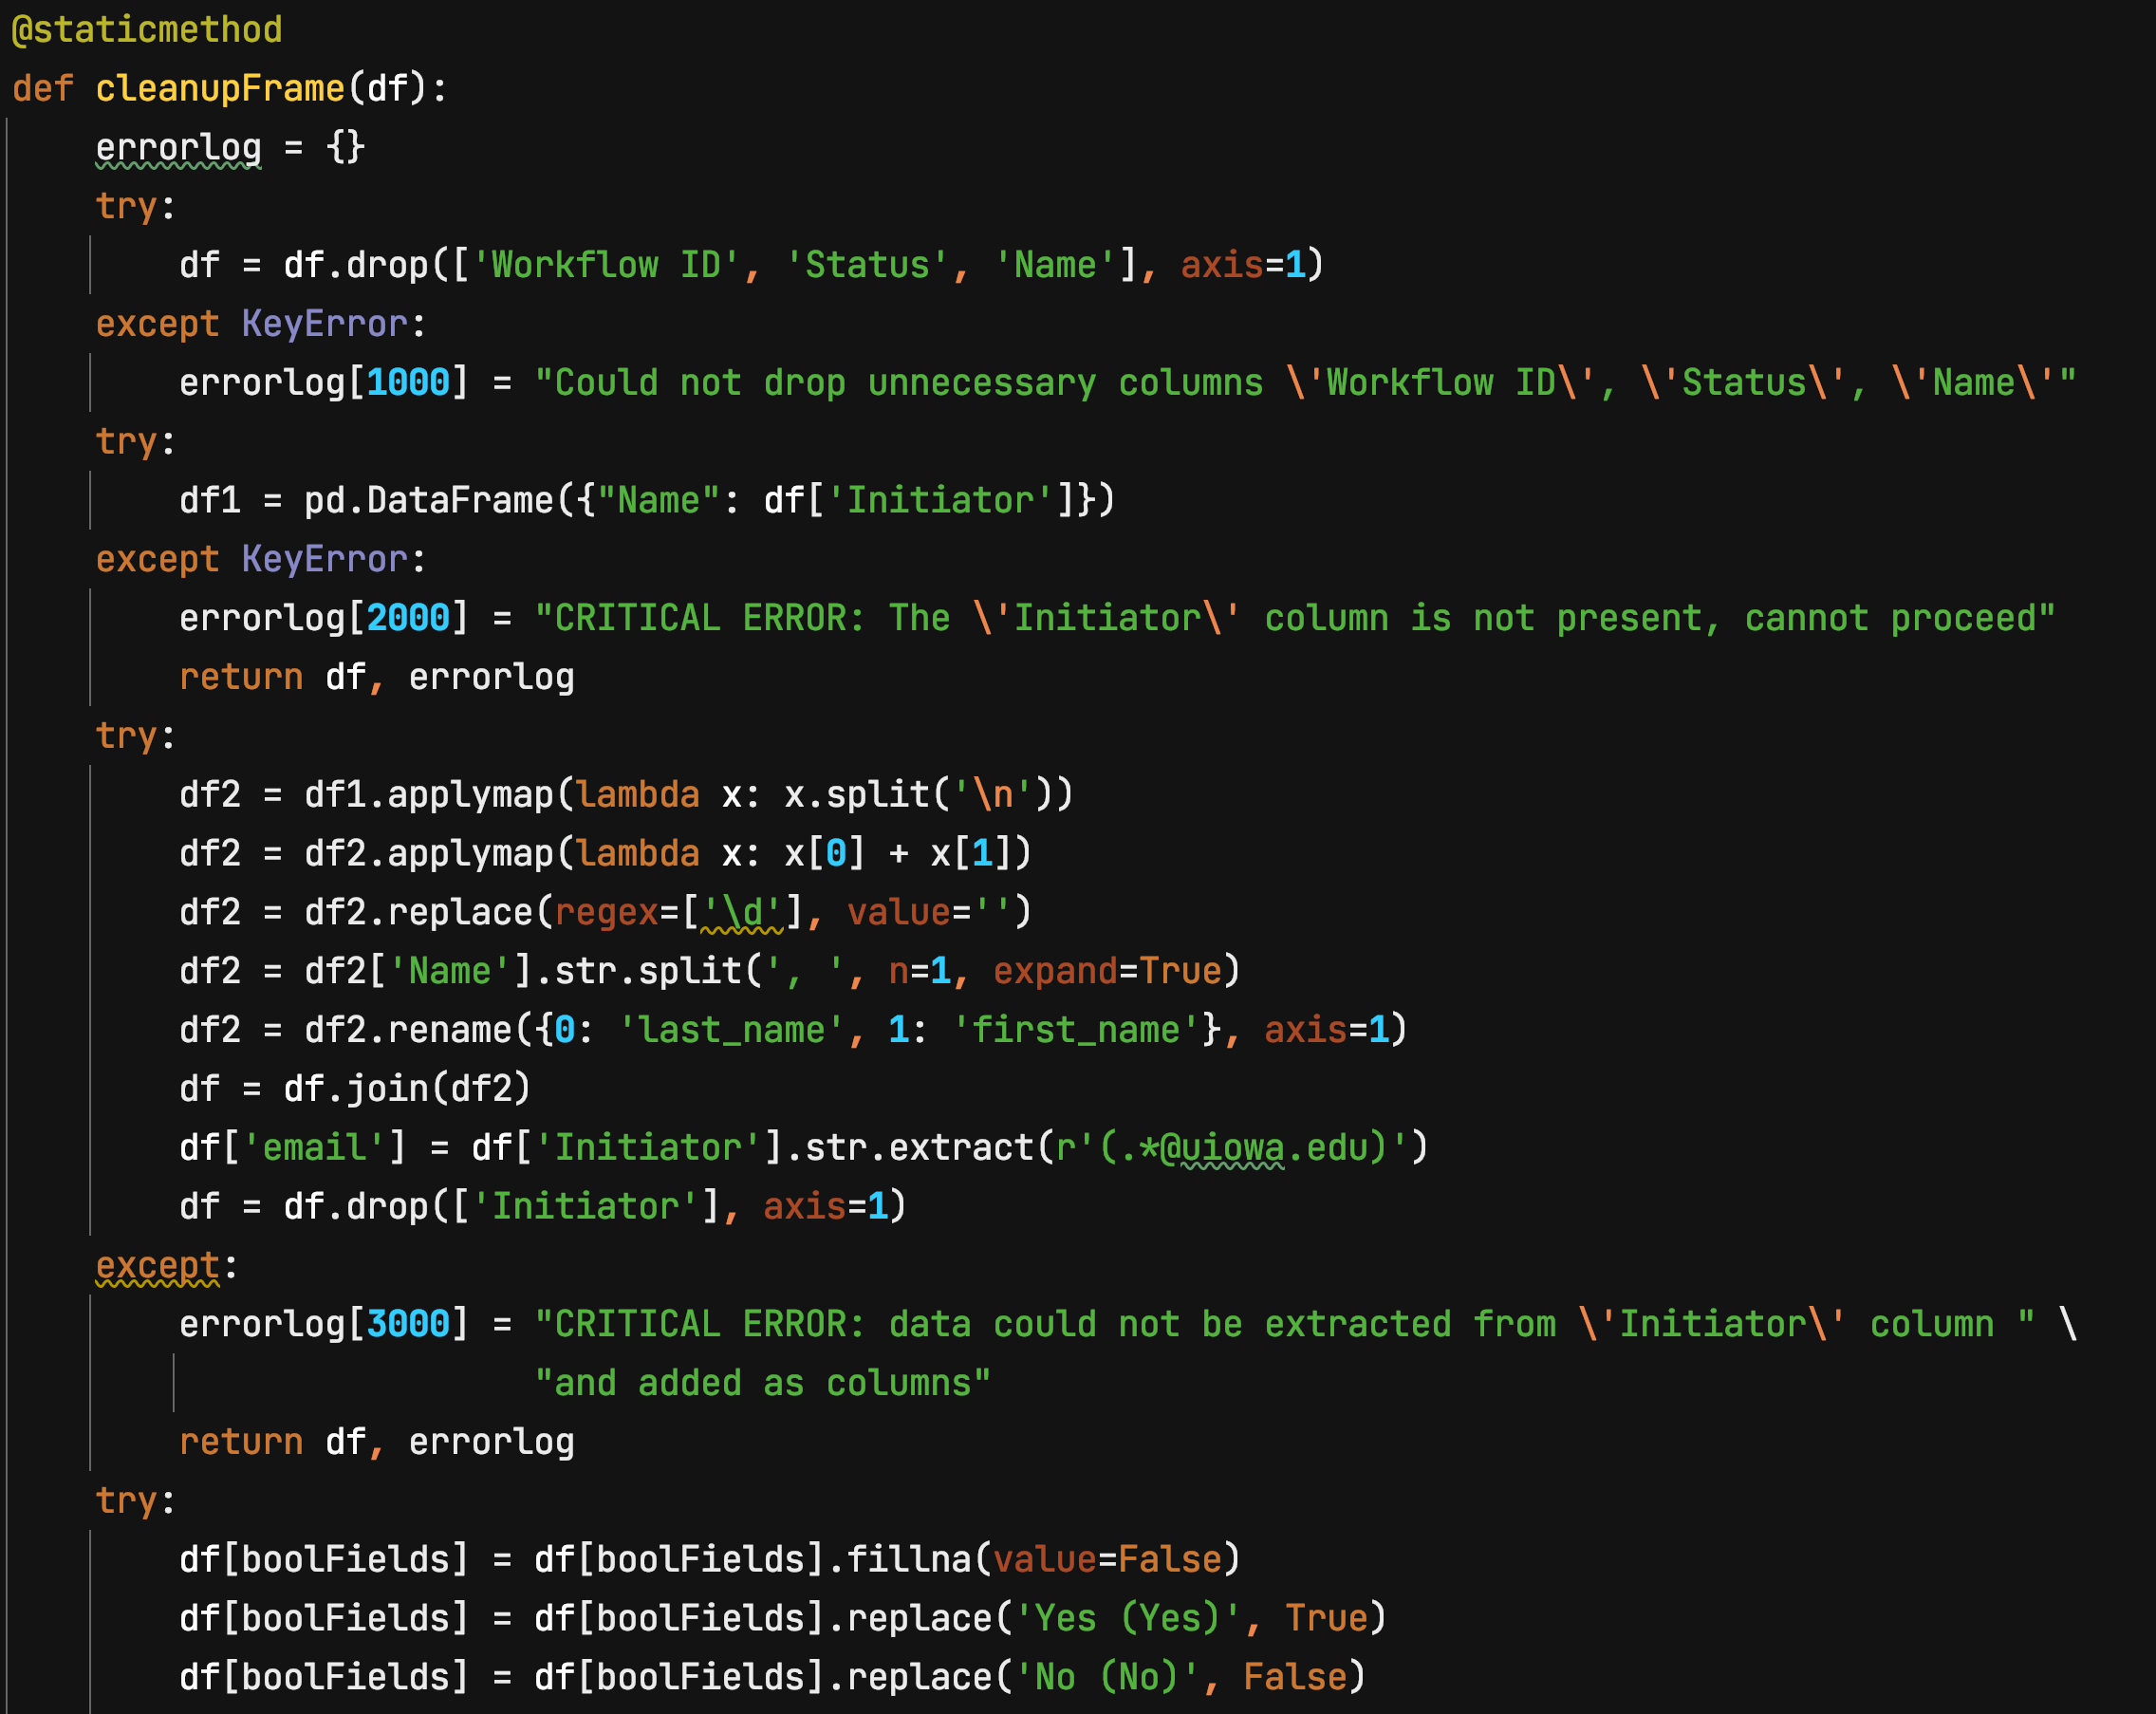 @staticmethod
def cleanupFrame(df):
    errorlog = {}
    try:
        df = df.drop(['Workflow ID', 'Status', 'Name'], axis=1)
    except KeyError:
        errorlog[1000] = "Could not drop unnecessary columns \'Workflow ID\', \'Status\', \'Name\'"
    try:
        df1 = pd.DataFrame({"Name": df['Initiator']})
    except KeyError:
        errorlog[2000] = "CRITICAL ERROR: The \'Initiator\' column is not present, cannot proceed"
        return df, errorlog
    try:
        df2 = df1.applymap(lambda x: x.split('\n'))
        df2 = df2.applymap(lambda x: x[0] + x[1])
        df2 = df2.replace(regex=['\d'], value='')
        df2 = df2['Name'].str.split(', ', n=1, expand=True)
        df2 = df2.rename({0: 'last_name', 1: 'first_name'}, axis=1)
        df = df.join(df2)
        df['email'] = df['Initiator'].str.extract(r'(.*@uiowa.edu)')
        df = df.drop(['Initiator'], axis=1)
    except:
        errorlog[3000] = "CRITICAL ERROR: data could not be extracted from \'Initiator\' column " \
                         "and added as columns"
        return df, errorlog
    try:
        df[boolFields] = df[boolFields].fillna(value=False)
        df[boolFields] = df[boolFields].replace('Yes (Yes)', True)
        df[boolFields] = df[boolFields].replace('No (No)', False)